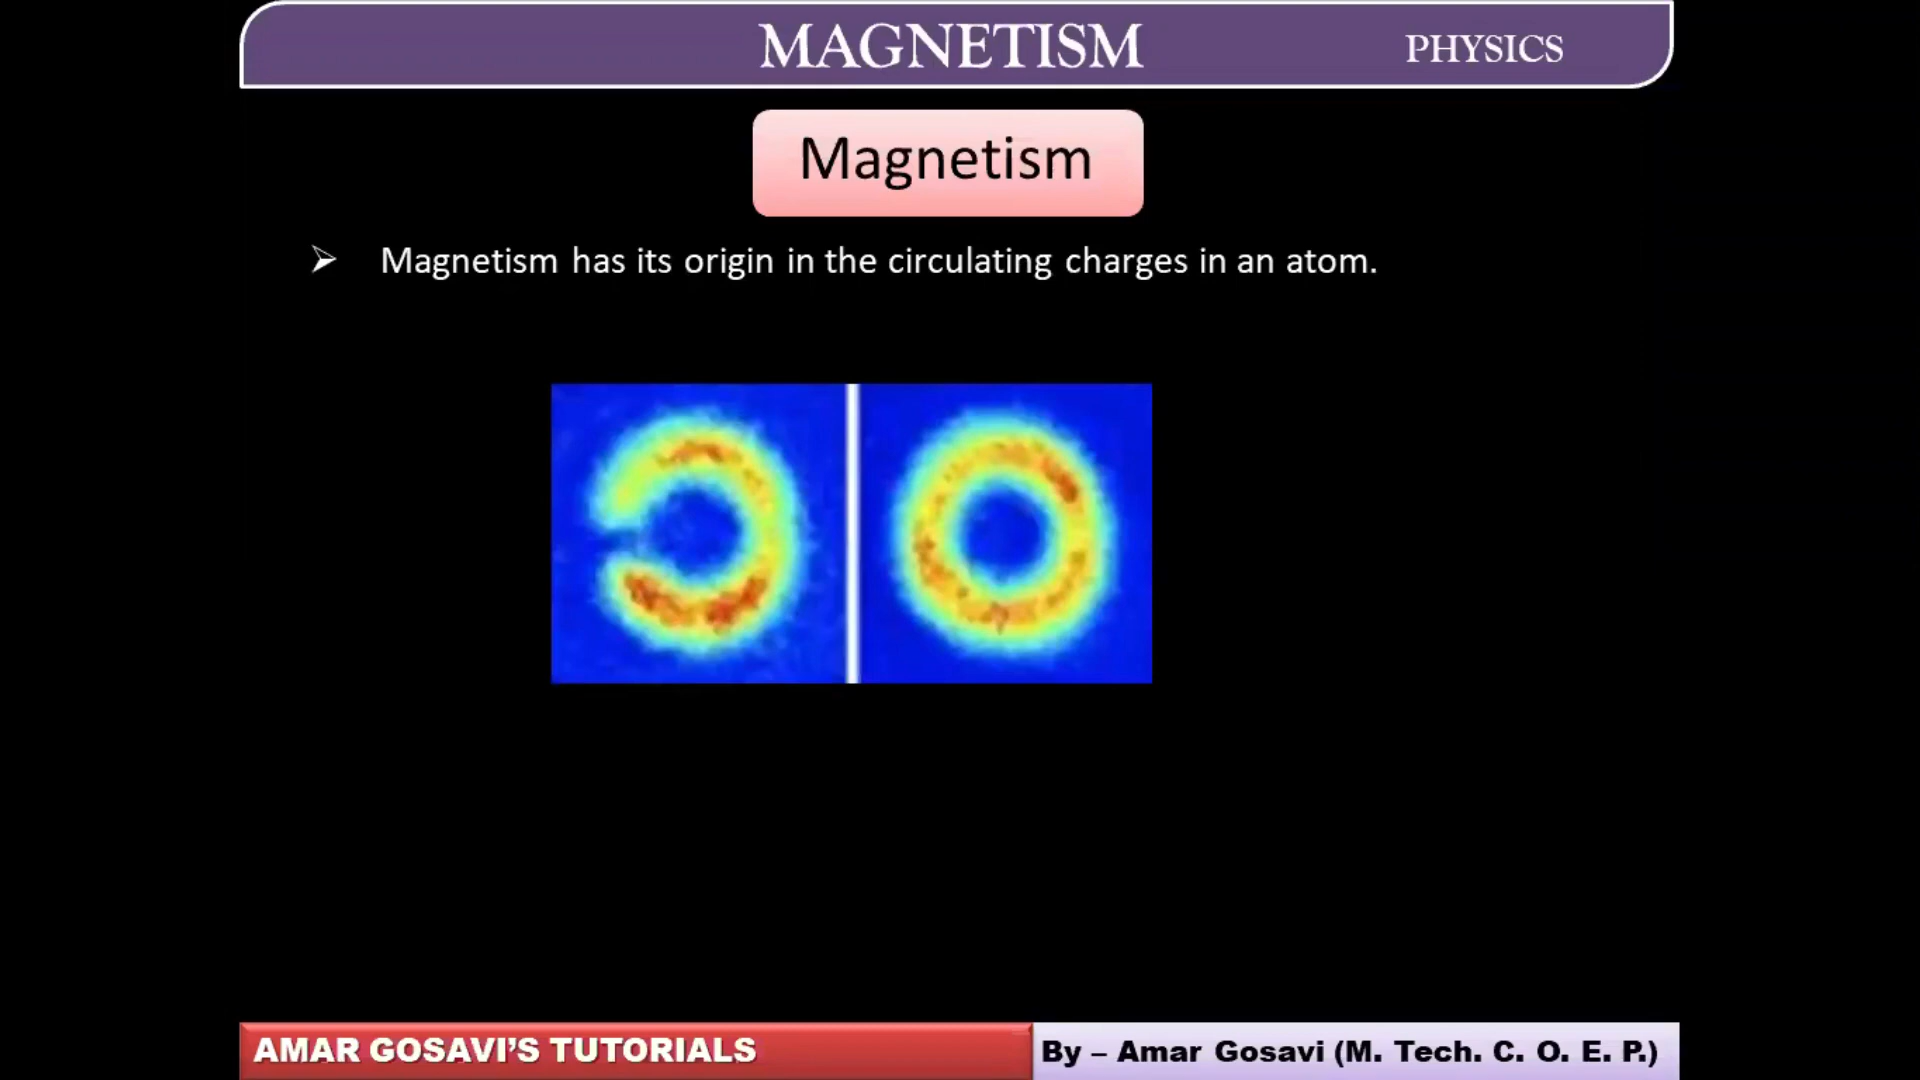 MAGNETISM PHYSICS
Magnetism
➢ Magnetism has its origin in the circulating charges in an atom.
AMAR GOSAVI'S TUTORIALS By – Amar Gosavi (M. Tech. C. O. E. P.)